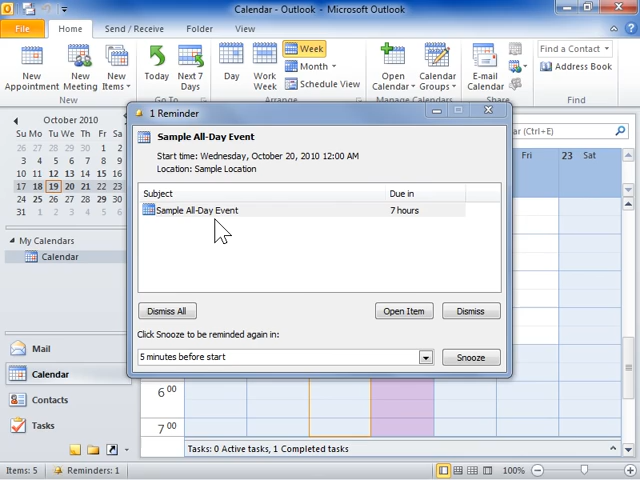 Calendar - Outlook - Microsoft Outlook
File Home Send / Receive Folder View
New Appointment
New Meeting
New Items
New
Today
Next 7 Days
Go To
Day
Work Week
Week
Month
Schedule View
Arrange
Open Calendar
Calendar Groups
Manage Calendars
E-mail Calendar
Share
Find a Contact
Address Book
October 2010
Su Mo Tu We Th Fr Sa
26 27 28 29 30 1 2
3 4 5 6 7 8 9
10 11 12 13 14 15 16
17 18 19 20 21 22 23
24 25 26 27 28 29 30
31 1 2 3 4 5 6
My Calendars
Calendar
1 Reminder
Sample All-Day Event
Start time: Wednesday, October 20, 2010 12:00 AM
Location: Sample Location
Subject Due in
Sample All-Day Event 7 hours
Dismiss All Open Item Dismiss
Click Snooze to be reminded again in:
5 minutes before start Snooze
ar (Ctrl+E)
Fri 23 Sat
Mail
Calendar
Contacts
Tasks
6 00
7 00
Tasks: 0 Active tasks, 1 Completed tasks
Items: 5 Reminders: 1 100%